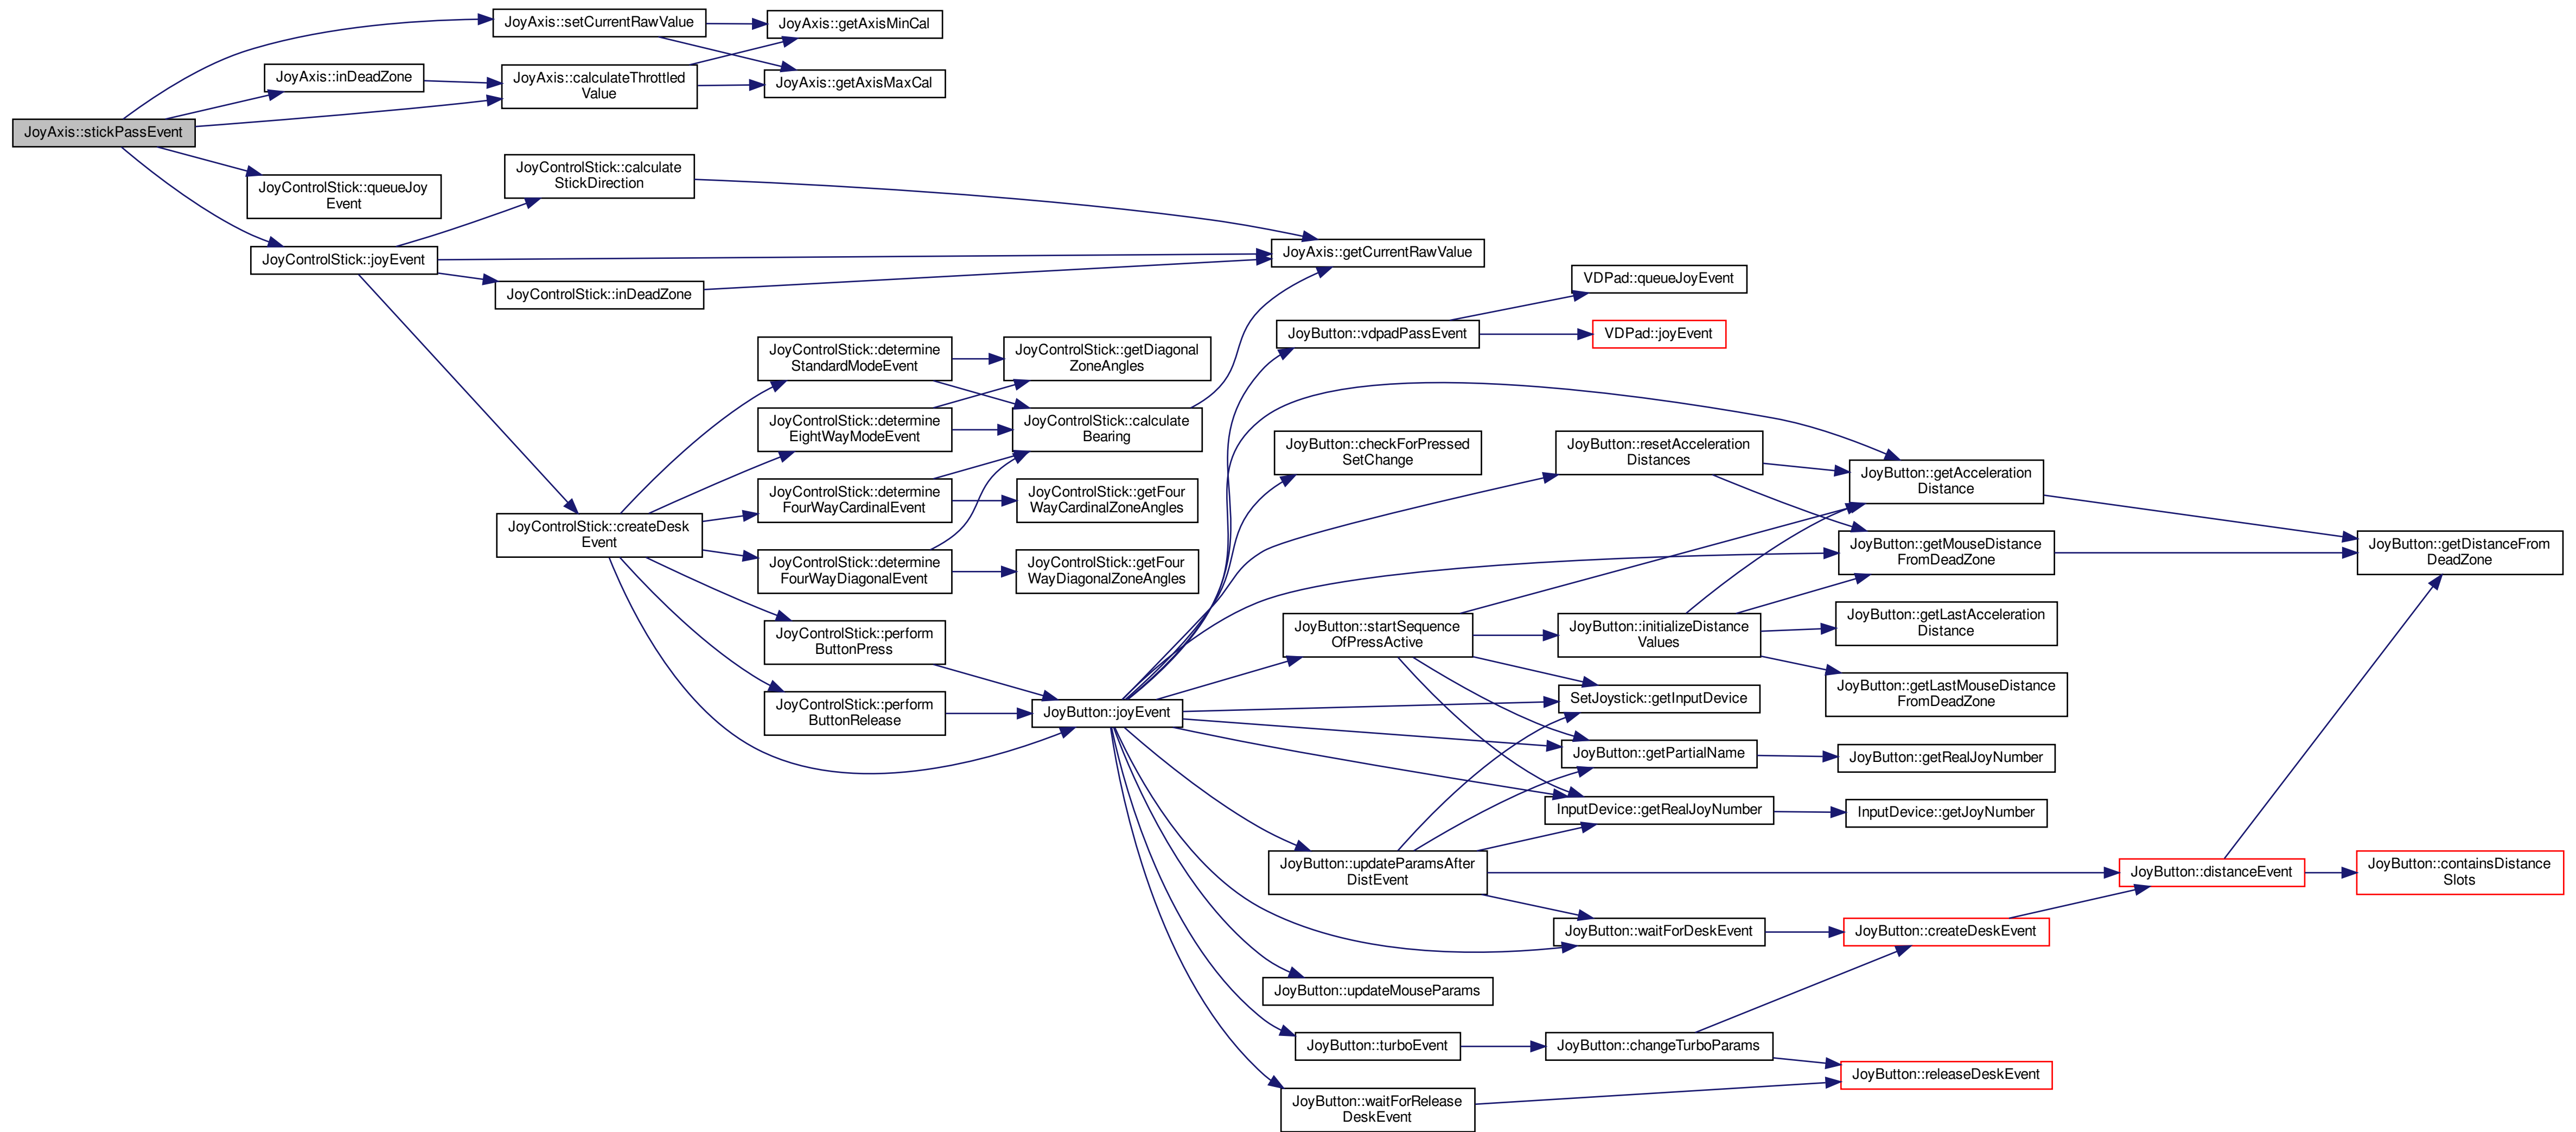 JoyAxis::stickPassEvent
JoyAxis::setCurrentRawValue
JoyAxis::getAxisMinCal
JoyAxis::inDeadZone
JoyAxis::calculateThrottled
Value
JoyAxis::getAxisMaxCal
JoyControlStick::queueJoy
Event
JoyControlStick::joyEvent
JoyControlStick::calculate
StickDirection
JoyControlStick::inDeadZone
JoyAxis::getCurrentRawValue
JoyControlStick::createDesk
Event
JoyControlStick::determine
StandardModeEvent
JoyControlStick::determine
EightWayModeEvent
JoyControlStick::determine
FourWayCardinalEvent
JoyControlStick::determine
FourWayDiagonalEvent
JoyControlStick::perform
ButtonPress
JoyControlStick::perform
ButtonRelease
JoyControlStick::getDiagonal
ZoneAngles
JoyControlStick::calculate
Bearing
JoyControlStick::getFour
WayCardinalZoneAngles
JoyControlStick::getFour
WayDiagonalZoneAngles
JoyButton::joyEvent
JoyButton::vdpadPassEvent
VDPad::queueJoyEvent
VDPad::joyEvent
JoyButton::checkForPressed
SetChange
JoyButton::resetAcceleration
Distances
JoyButton::getAcceleration
Distance
JoyButton::getMouseDistance
FromDeadZone
JoyButton::getDistanceFrom
DeadZone
JoyButton::startSequence
OfPressActive
JoyButton::initializeDistance
Values
JoyButton::getLastAcceleration
Distance
JoyButton::getLastMouseDistance
FromDeadZone
SetJoystick::getInputDevice
JoyButton::getPartialName
JoyButton::getRealJoyNumber
InputDevice::getRealJoyNumber
InputDevice::getJoyNumber
JoyButton::updateParamsAfter
DistEvent
JoyButton::distanceEvent
JoyButton::containsDistance
Slots
JoyButton::waitForDeskEvent
JoyButton::createDeskEvent
JoyButton::updateMouseParams
JoyButton::turboEvent
JoyButton::changeTurboParams
JoyButton::releaseDeskEvent
JoyButton::waitForRelease
DeskEvent